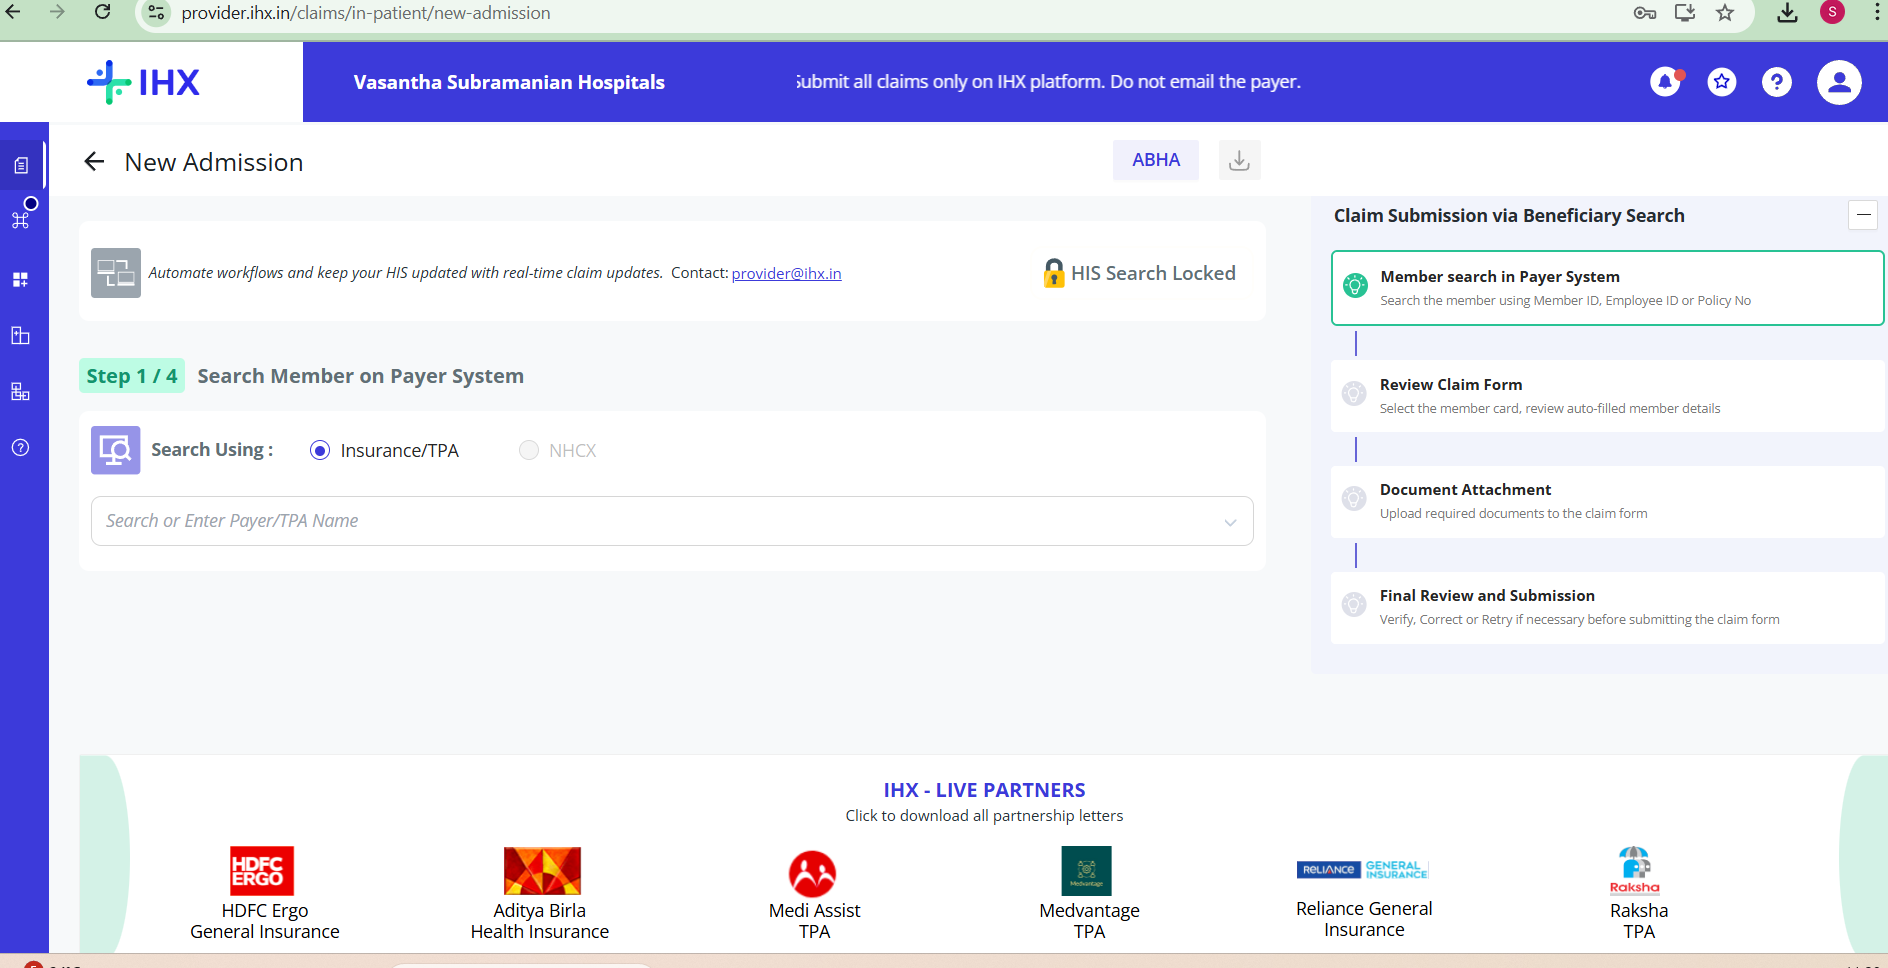 provider.ihx.in/claims/in-patient/new-admission
S
IHX
Vasantha Subramanian Hospitals
Submit all claims only on IHX platform. Do not email the payer.
New Admission
ABHA
Automate workflows and keep your HIS updated with real-time claim updates. Contact: provider@ihx.in
HIS Search Locked
Step 1 / 4 Search Member on Payer System
Search Using : Insurance/TPA NHCX
Search or Enter Payer/TPA Name
Claim Submission via Beneficiary Search
Member search in Payer System
Search the member using Member ID, Employee ID or Policy No
Review Claim Form
Select the member card, review auto-filled member details
Document Attachment
Upload required documents to the claim form
Final Review and Submission
Verify, Correct or Retry if necessary before submitting the claim form
IHX - LIVE PARTNERS
Click to download all partnership letters
HDFC
ERGO
HDFC Ergo
General Insurance
Aditya Birla
Health Insurance
Medi Assist
TPA
Medvantage
Medvantage
TPA
RELIANCE GENERAL
INSURANCE
Reliance General
Insurance
Raksha
Raksha
TPA